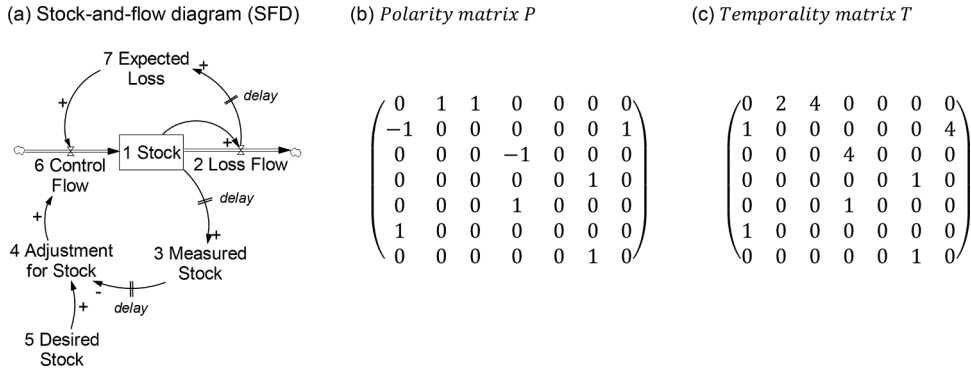 (a) Stock-and-flow diagram (SFD)
7 Expected
Loss
+
delay
+
+
1 Stock
6 Control
Flow
2 Loss Flow
delay
+
+
4 Adjustment
for Stock
3 Measured
Stock
-
delay
+
5 Desired
Stock
(b) Polarity matrix P
0 1 1 0 0 0 0
−1 0 0 0 0 0 1
0 0 0 −1 0 0 0
0 0 0 0 0 1 0
0 0 0 1 0 0 0
1 0 0 0 0 0 0
0 0 0 0 0 1 0
(c) Temporality matrix T
0 2 4 0 0 0 0
1 0 0 0 0 0 4
0 0 0 4 0 0 0
0 0 0 0 0 1 0
0 0 0 1 0 0 0
1 0 0 0 0 0 0
0 0 0 0 0 1 0